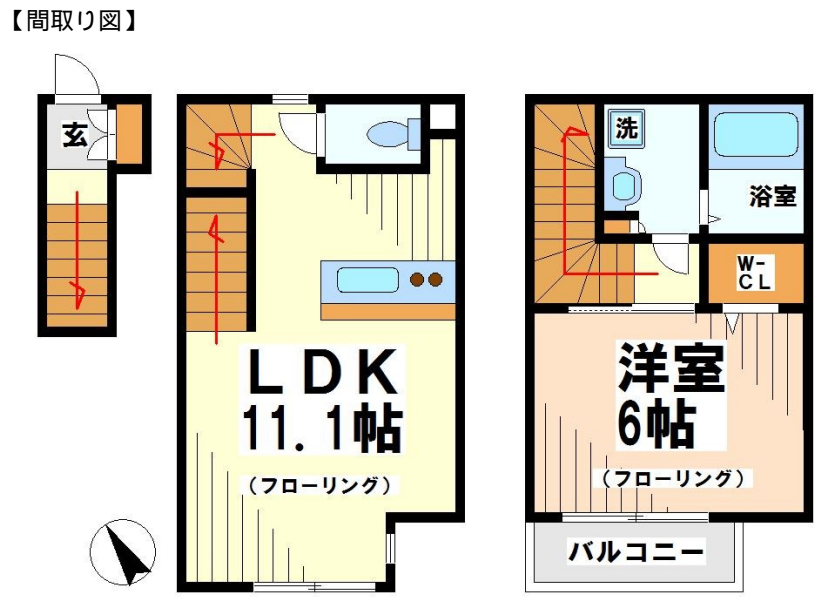 【間取り図】
玄
LDK
11.1帖
(フローリング)
洗
浴室
W-
CL
洋室
6帖
(フローリング)
バルコニー